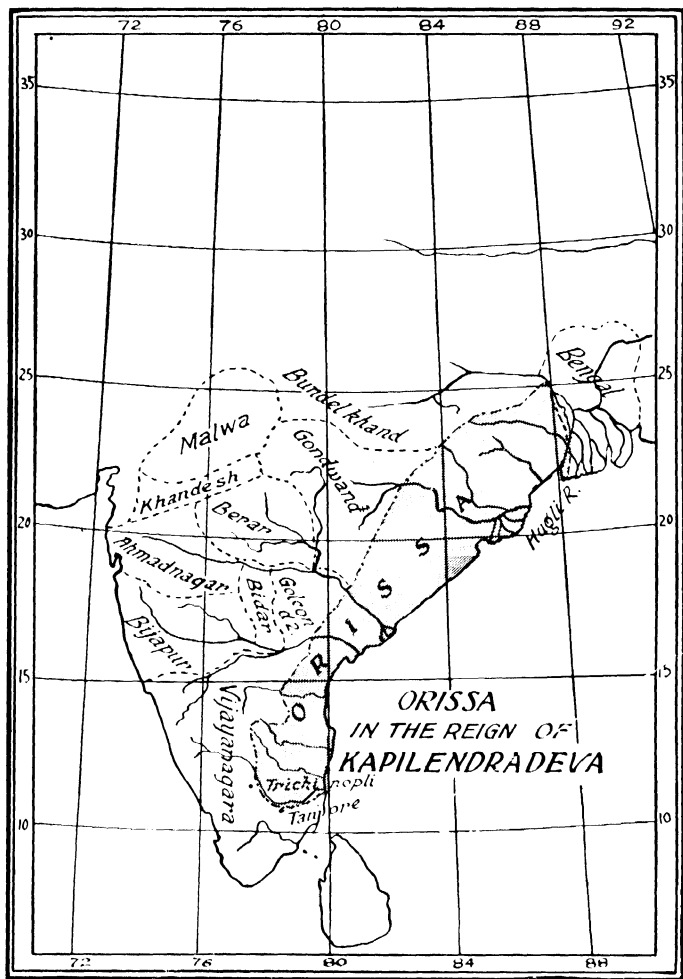 72 76 80 84 88 92
35 35
30 30
25 25
Bengal
Bundelkhand
Malwa
Gondwana
Khandesh
Berar
20 20
Hugli R.
Ahmadnagar
Bidar
Golconda
Bijapur
ORISSA
15 15
Vijayanagara
ORISSA
IN THE REIGN OF
KAPILENDRADEVA
Trichinopli
Tanjore
10 10
72 76 80 84 88